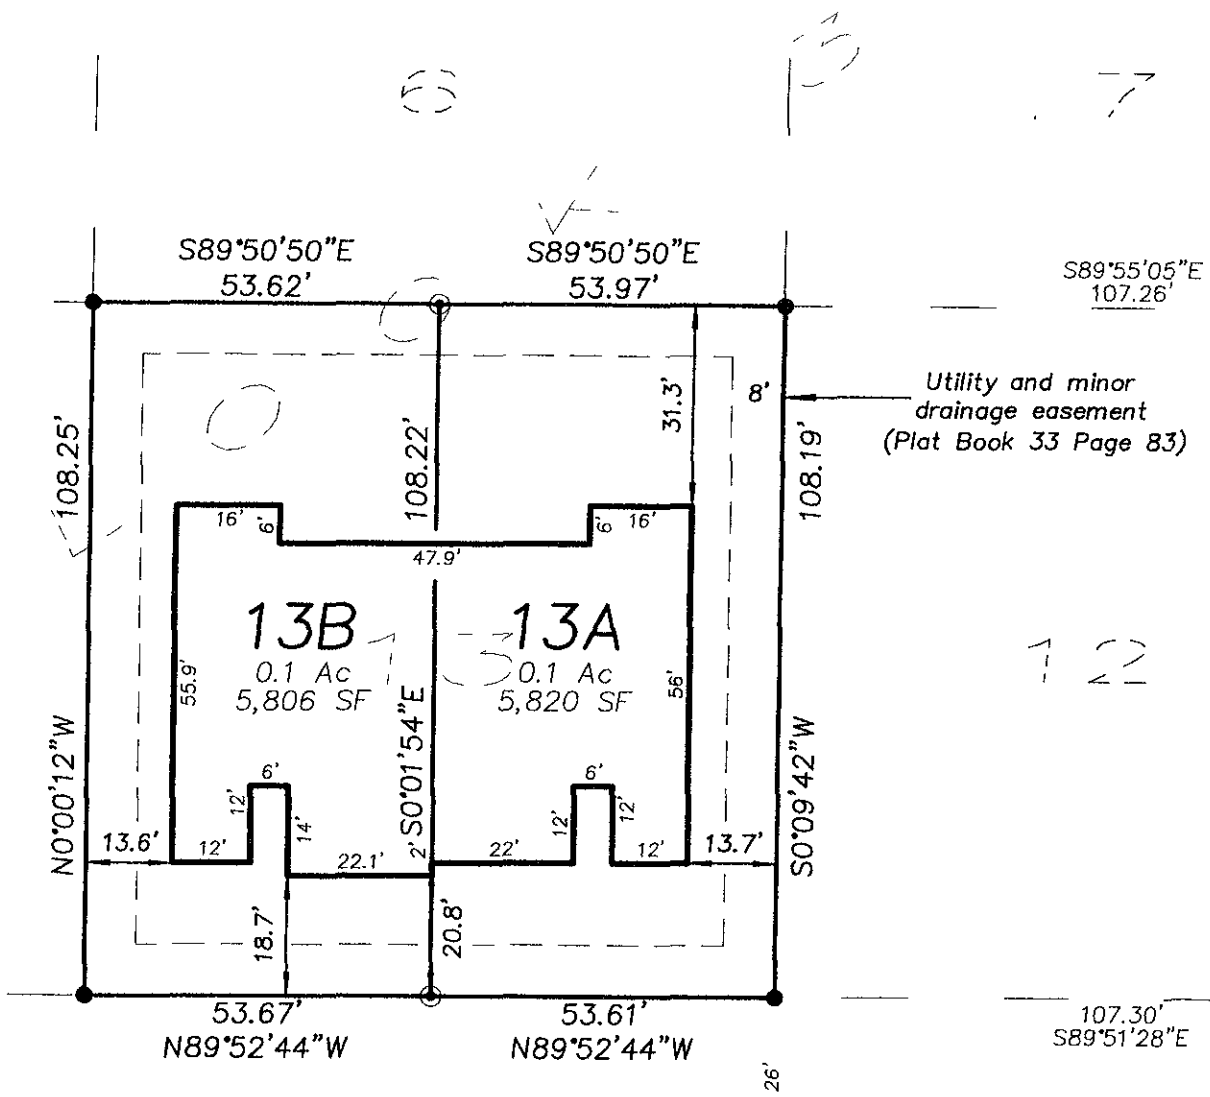 6
7
S89°50'50"E
53.62'
S89°50'50"E
53.97'
S89°55'05"E
107.26'
108.25'
108.22'
31.3'
8'
108.19'
Utility and minor
drainage easement
(Plat Book 33 Page 83)
16'
6'
47.9'
6'
16'
13B
0.1 Ac
5,806 SF
13A
0.1 Ac
5,820 SF
13
12
55.9'
56'
N0°00'12"W
S0°01'54"E
S0°09'42"W
6'
12'
14'
6'
12'
12'
13.6'
12'
22.1'
2'
22'
12'
13.7'
18.7'
20.8'
53.67'
N89°52'44"W
53.61'
N89°52'44"W
107.30'
S89°51'28"E
26'